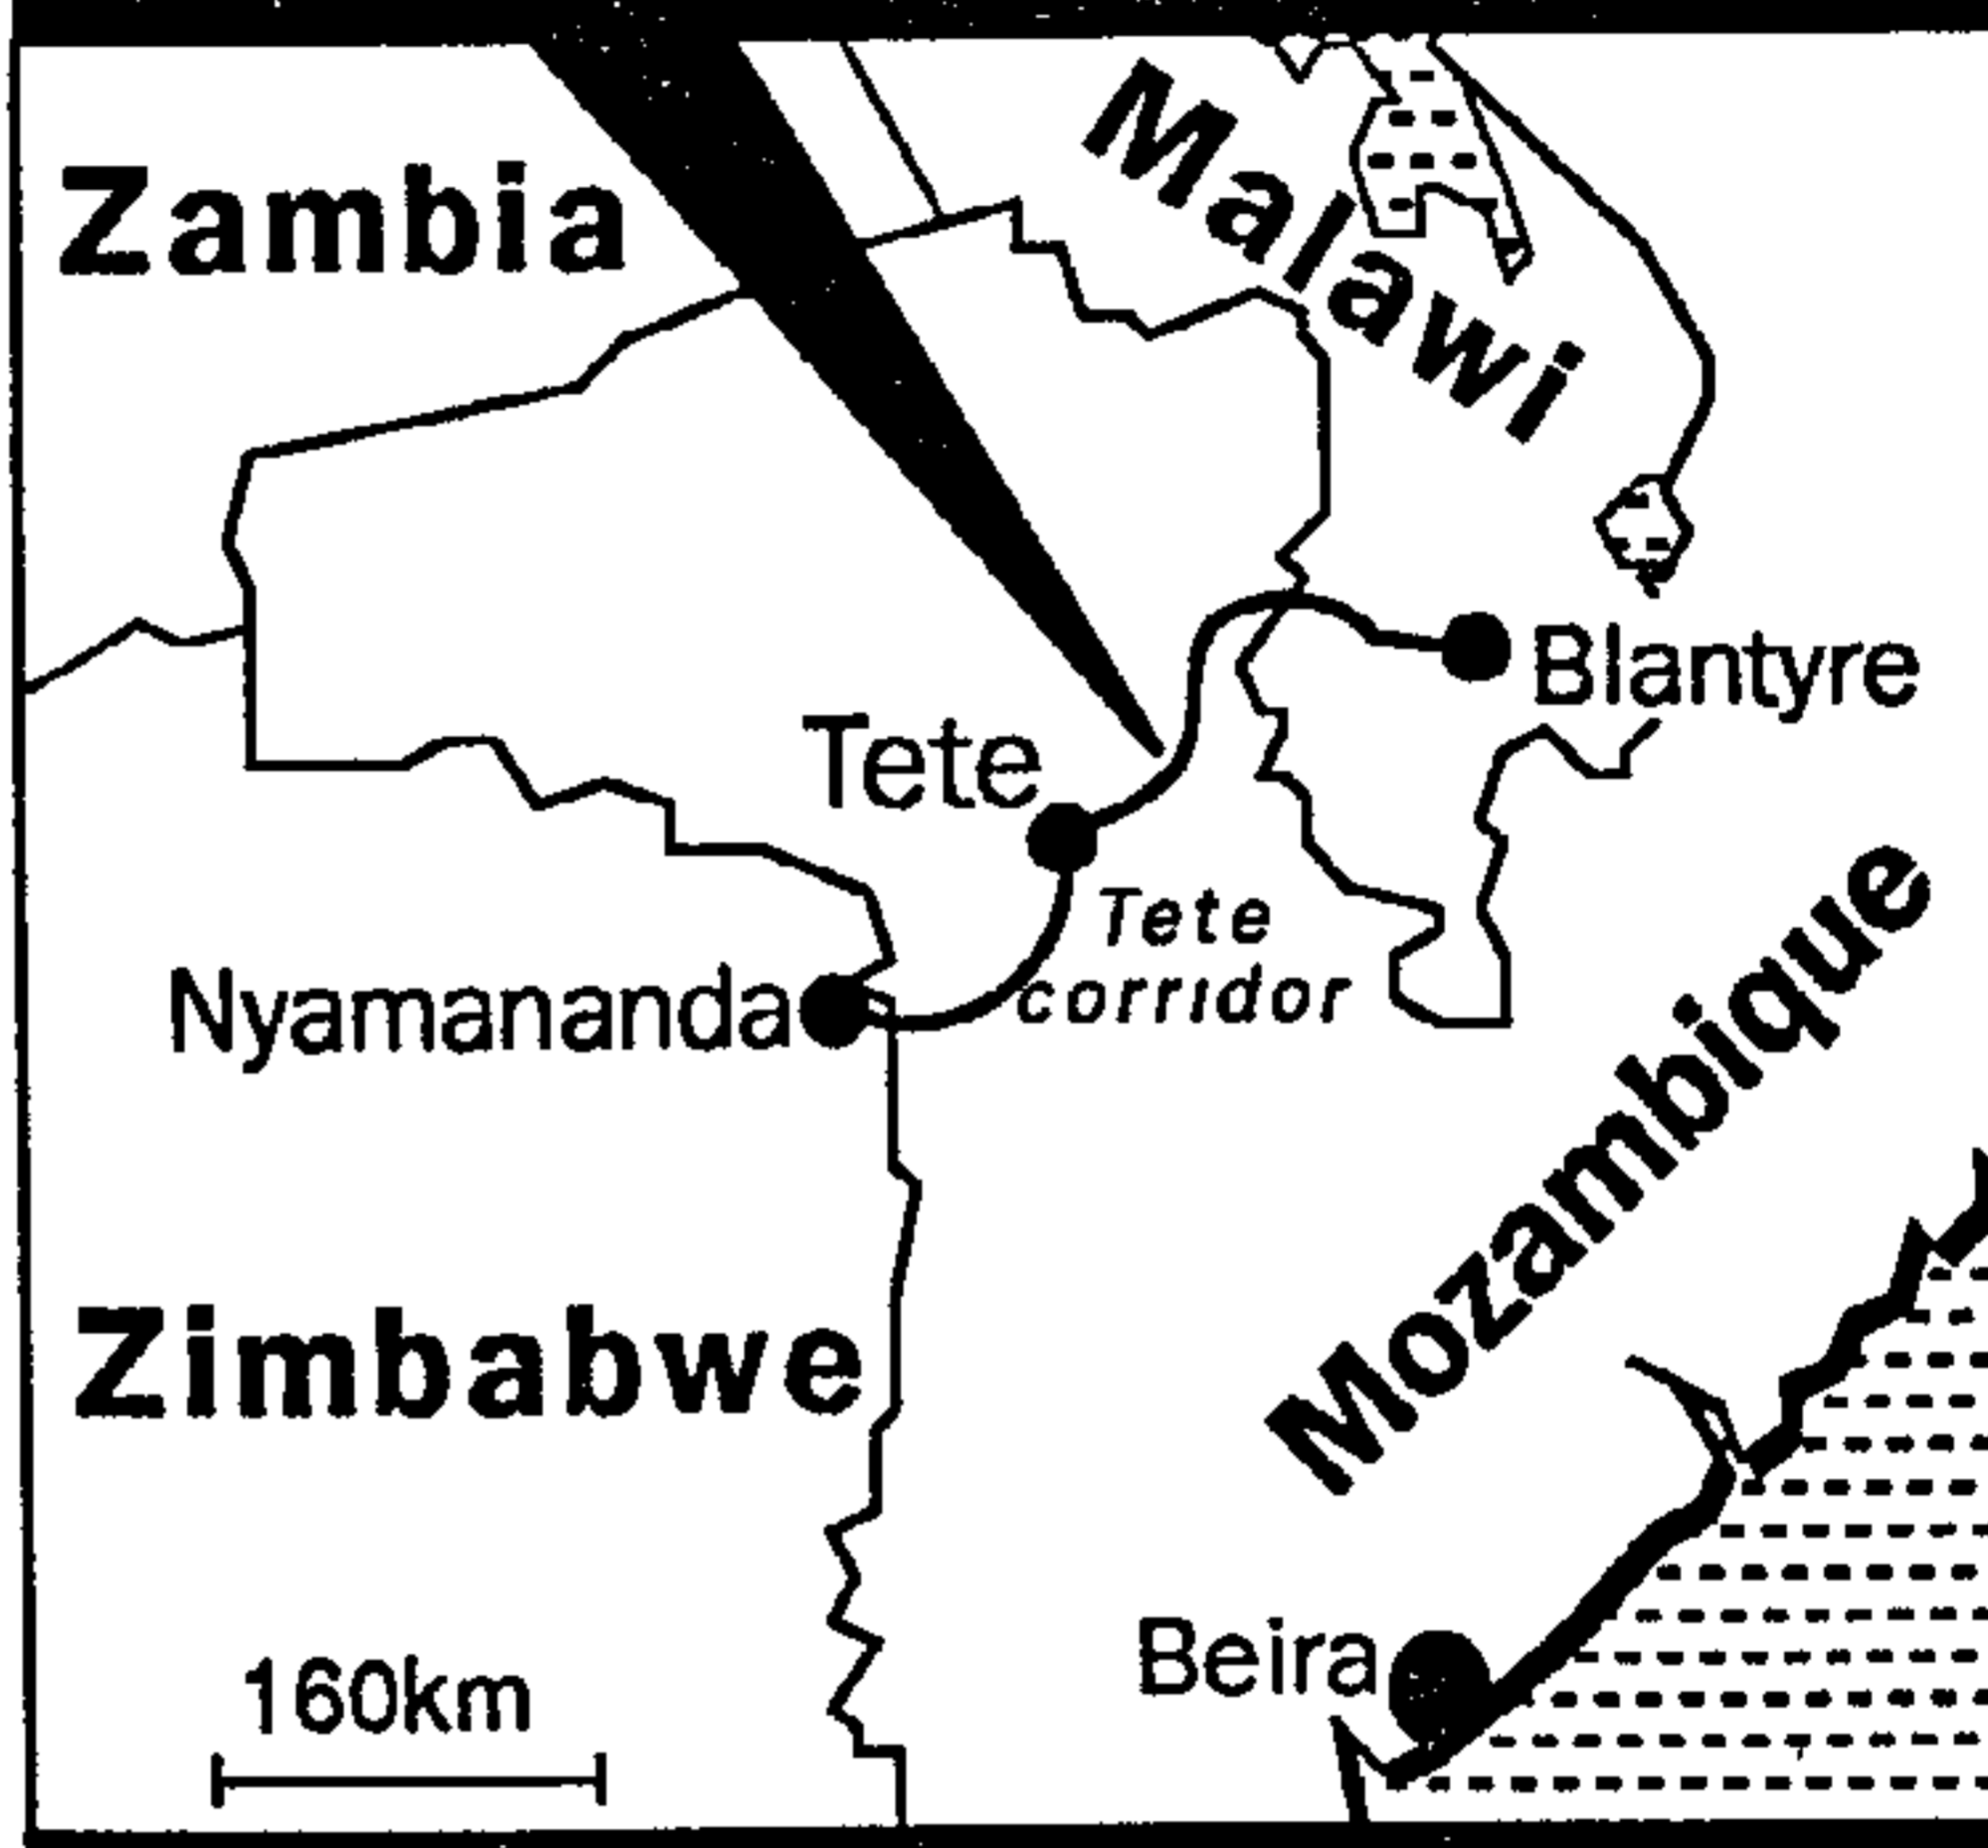 Malawi
Zambia
Blantyre
Tete
Tete
corridor
Nyamananda
Mozambique
Zimbabwe
Beira
160km